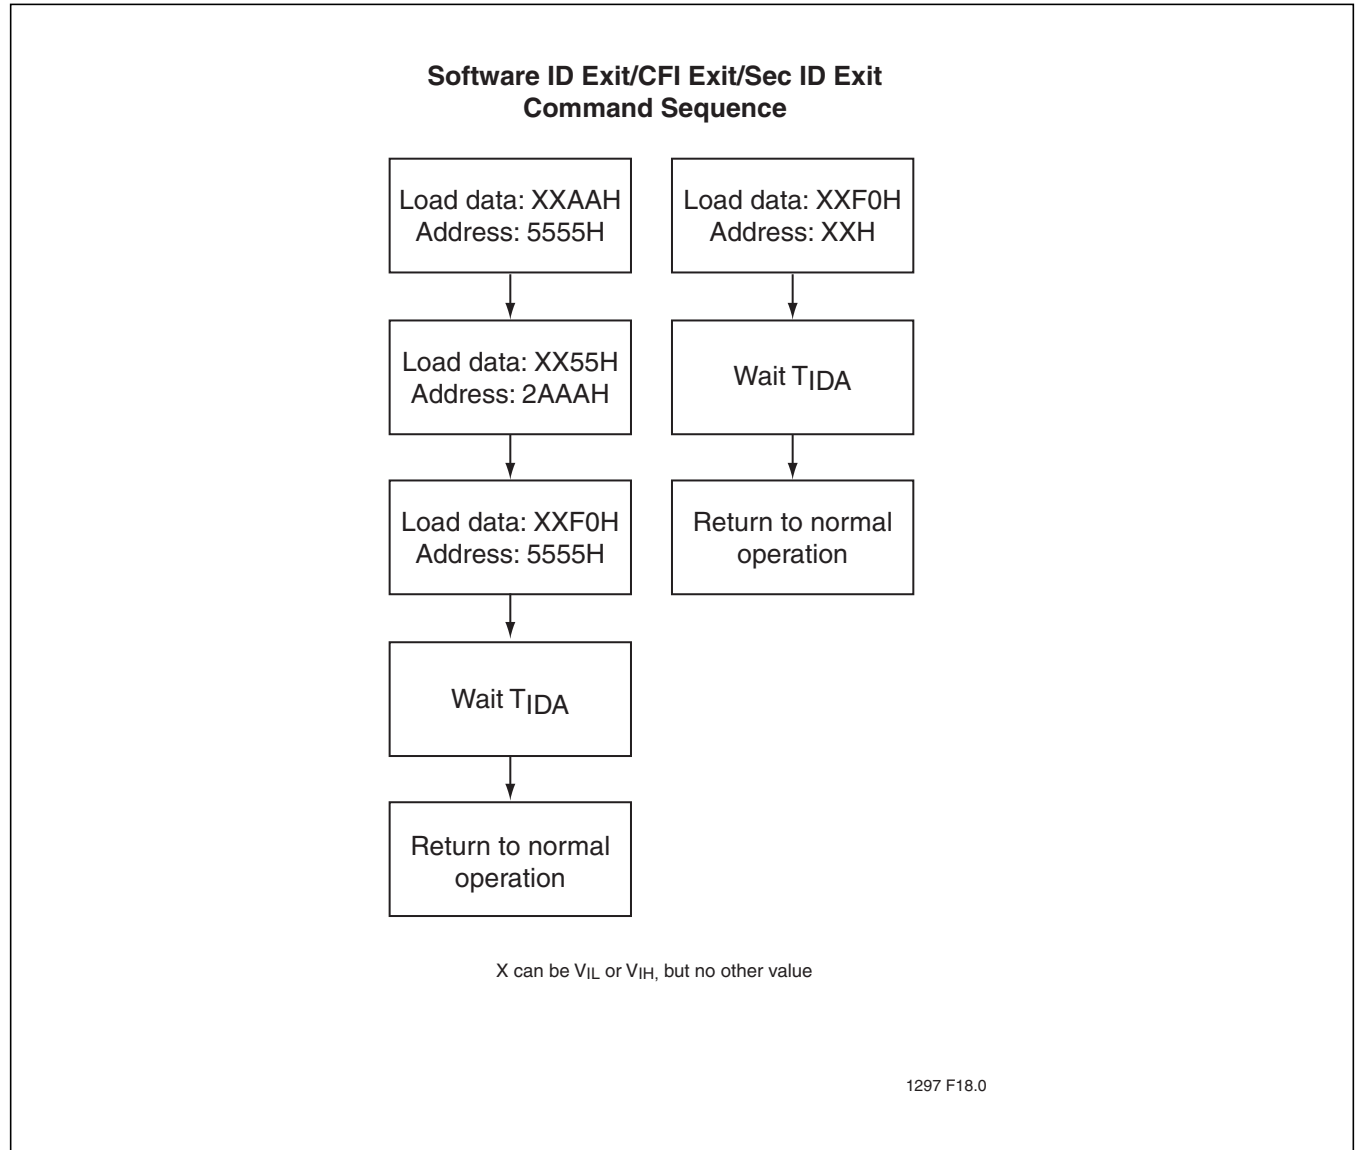 Software ID Exit/CFI Exit/Sec ID Exit
Command Sequence
Load data: XXAAH
Address: 5555H
Load data: XX55H
Address: 2AAAH
Load data: XXF0H
Address: 5555H
Wait TIDA
Return to normal
operation
Load data: XXF0H
Address: XXH
Wait TIDA
Return to normal
operation
X can be VIL or VIH, but no other value
1297 F18.0